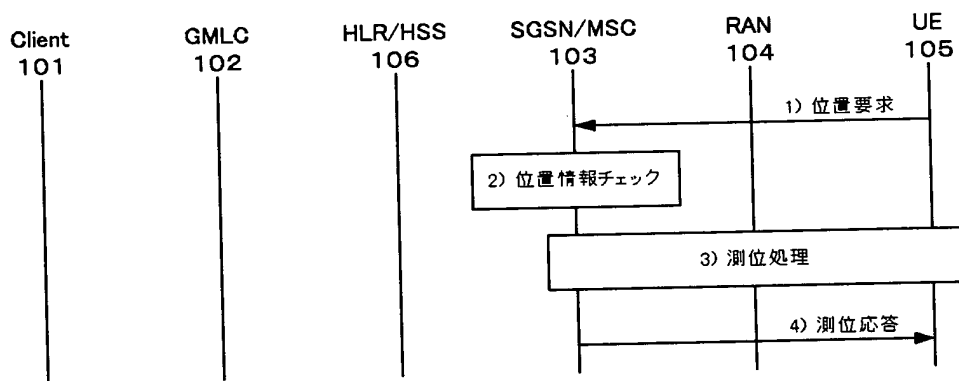 Client GMLC HLR/HSS SGSN/MSC RAN UE
101 102 106 103 104 105
1) 位置要求
2) 位置情報チェック
3) 測位処理
4) 測位応答